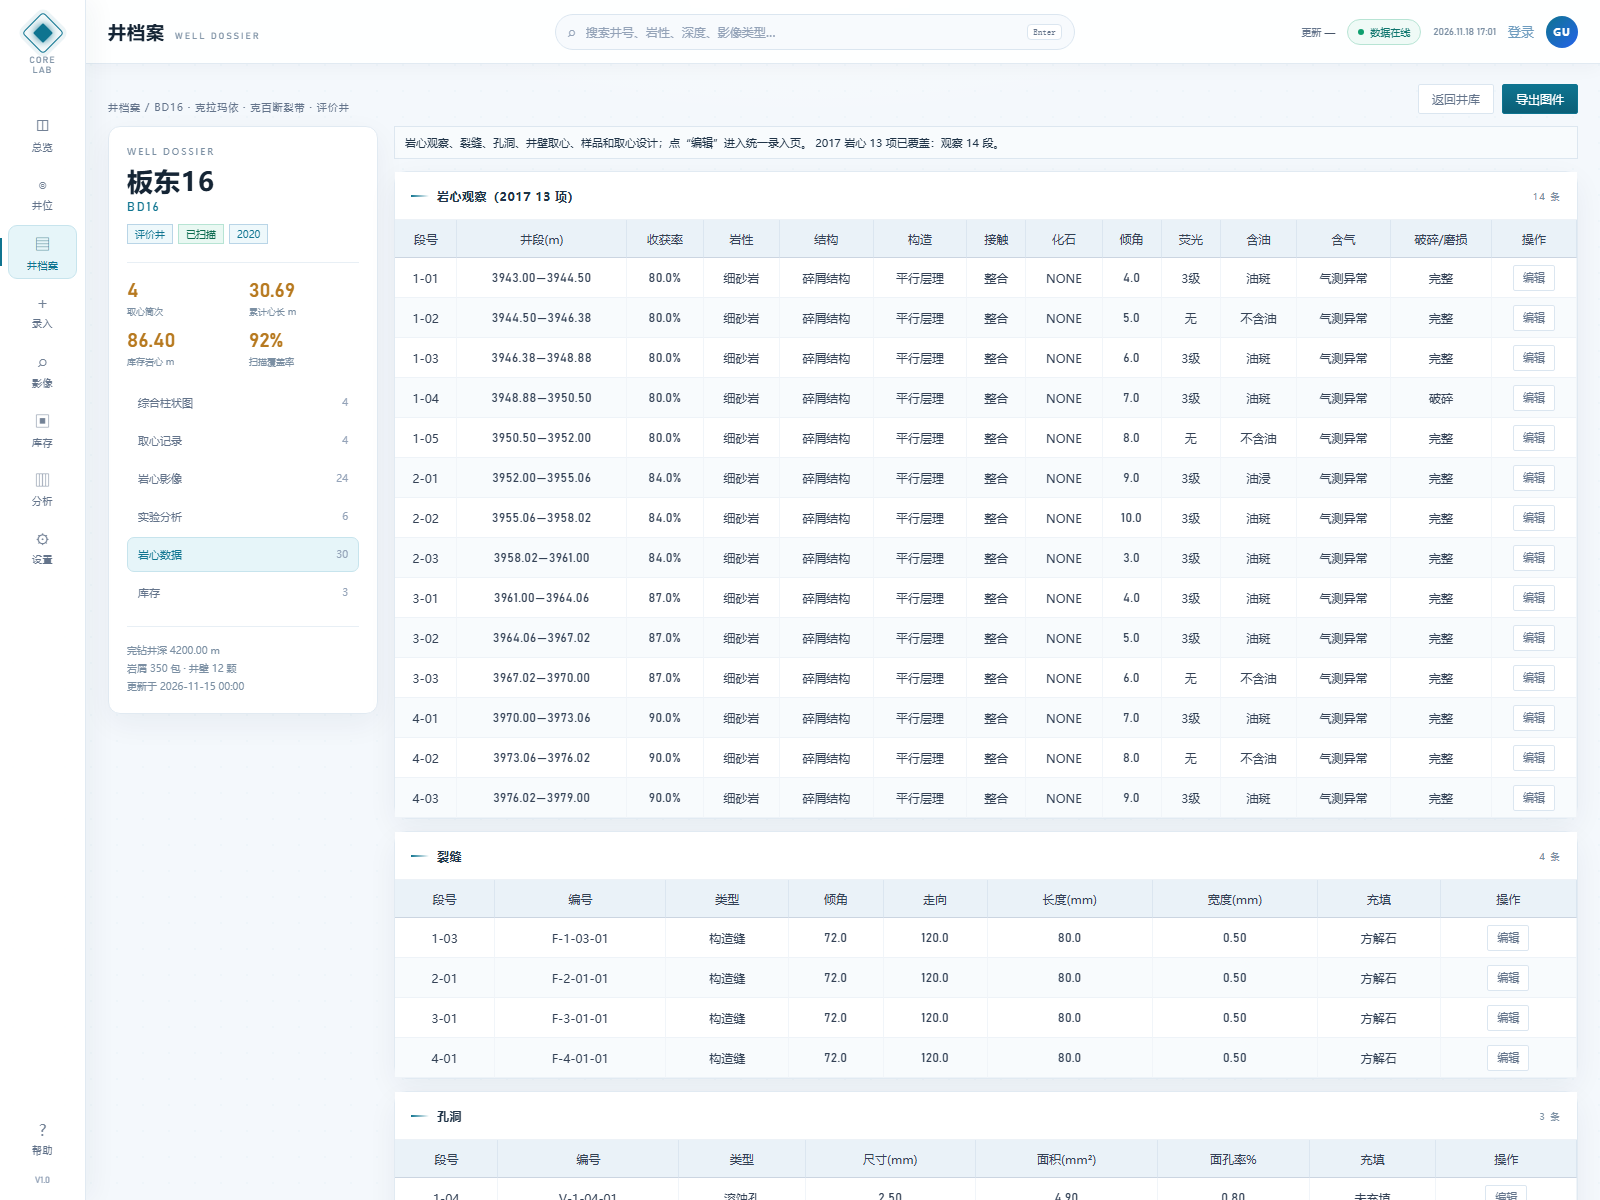 CORE
LAB
总览
井位
井档案
录入
影像
库存
分析
设置
帮助
V1.0
井档案 WELL DOSSIER
搜索井号、岩性、深度、影像类型... Enter
更新 — 数据在线 2026.11.18 17:01 登录 GU
井档案 / BD16 · 克拉玛依 · 克百断裂带 · 评价井
返回井库 导出图件
WELL DOSSIER
板东16
BD16
评价井 已扫描 2020
4 30.69
取心筒次 累计心长 m
86.40 92%
库存岩心 m 扫描覆盖率
综合柱状图 4
取心记录 4
岩心影像 24
实验分析 6
岩心数据 30
库存 3
完钻井深 4200.00 m
岩屑 350 包 · 井壁 12 颗
更新于 2026-11-15 00:00
岩心观察、裂缝、孔洞、井壁取心、样品和取心设计；点“编辑”进入统一录入页。 2017 岩心 13 项已覆盖：观察 14 段。
岩心观察（2017 13 项） 14 条
段号 井段(m) 收获率 岩性 结构 构造 接触 化石 倾角 荧光 含油 含气 破碎/磨损 操作
1-01 3943.00—3944.50 80.0% 细砂岩 碎屑结构 平行层理 整合 NONE 4.0 3级 油斑 气测异常 完整 编辑
1-02 3944.50—3946.38 80.0% 细砂岩 碎屑结构 平行层理 整合 NONE 5.0 无 不含油 气测异常 完整 编辑
1-03 3946.38—3948.88 80.0% 细砂岩 碎屑结构 平行层理 整合 NONE 6.0 3级 油斑 气测异常 完整 编辑
1-04 3948.88—3950.50 80.0% 细砂岩 碎屑结构 平行层理 整合 NONE 7.0 3级 油斑 气测异常 破碎 编辑
1-05 3950.50—3952.00 80.0% 细砂岩 碎屑结构 平行层理 整合 NONE 8.0 无 不含油 气测异常 完整 编辑
2-01 3952.00—3955.06 84.0% 细砂岩 碎屑结构 平行层理 整合 NONE 9.0 3级 油浸 气测异常 完整 编辑
2-02 3955.06—3958.02 84.0% 细砂岩 碎屑结构 平行层理 整合 NONE 10.0 3级 油斑 气测异常 完整 编辑
2-03 3958.02—3961.00 84.0% 细砂岩 碎屑结构 平行层理 整合 NONE 3.0 3级 油斑 气测异常 完整 编辑
3-01 3961.00—3964.06 87.0% 细砂岩 碎屑结构 平行层理 整合 NONE 4.0 3级 油斑 气测异常 完整 编辑
3-02 3964.06—3967.02 87.0% 细砂岩 碎屑结构 平行层理 整合 NONE 5.0 3级 油斑 气测异常 完整 编辑
3-03 3967.02—3970.00 87.0% 细砂岩 碎屑结构 平行层理 整合 NONE 6.0 无 不含油 气测异常 完整 编辑
4-01 3970.00—3973.06 90.0% 细砂岩 碎屑结构 平行层理 整合 NONE 7.0 3级 油斑 气测异常 完整 编辑
4-02 3973.06—3976.02 90.0% 细砂岩 碎屑结构 平行层理 整合 NONE 8.0 无 不含油 气测异常 完整 编辑
4-03 3976.02—3979.00 90.0% 细砂岩 碎屑结构 平行层理 整合 NONE 9.0 3级 油斑 气测异常 完整 编辑
裂缝 4 条
段号 编号 类型 倾角 走向 长度(mm) 宽度(mm) 充填 操作
1-03 F-1-03-01 构造缝 72.0 120.0 80.0 0.50 方解石 编辑
2-01 F-2-01-01 构造缝 72.0 120.0 80.0 0.50 方解石 编辑
3-01 F-3-01-01 构造缝 72.0 120.0 80.0 0.50 方解石 编辑
4-01 F-4-01-01 构造缝 72.0 120.0 80.0 0.50 方解石 编辑
孔洞 3 条
段号 编号 类型 尺寸(mm) 面积(mm²) 面孔率% 充填 操作
1-04 V-1-04-01 溶蚀孔 2.50 4.90 0.80 未充填 编辑